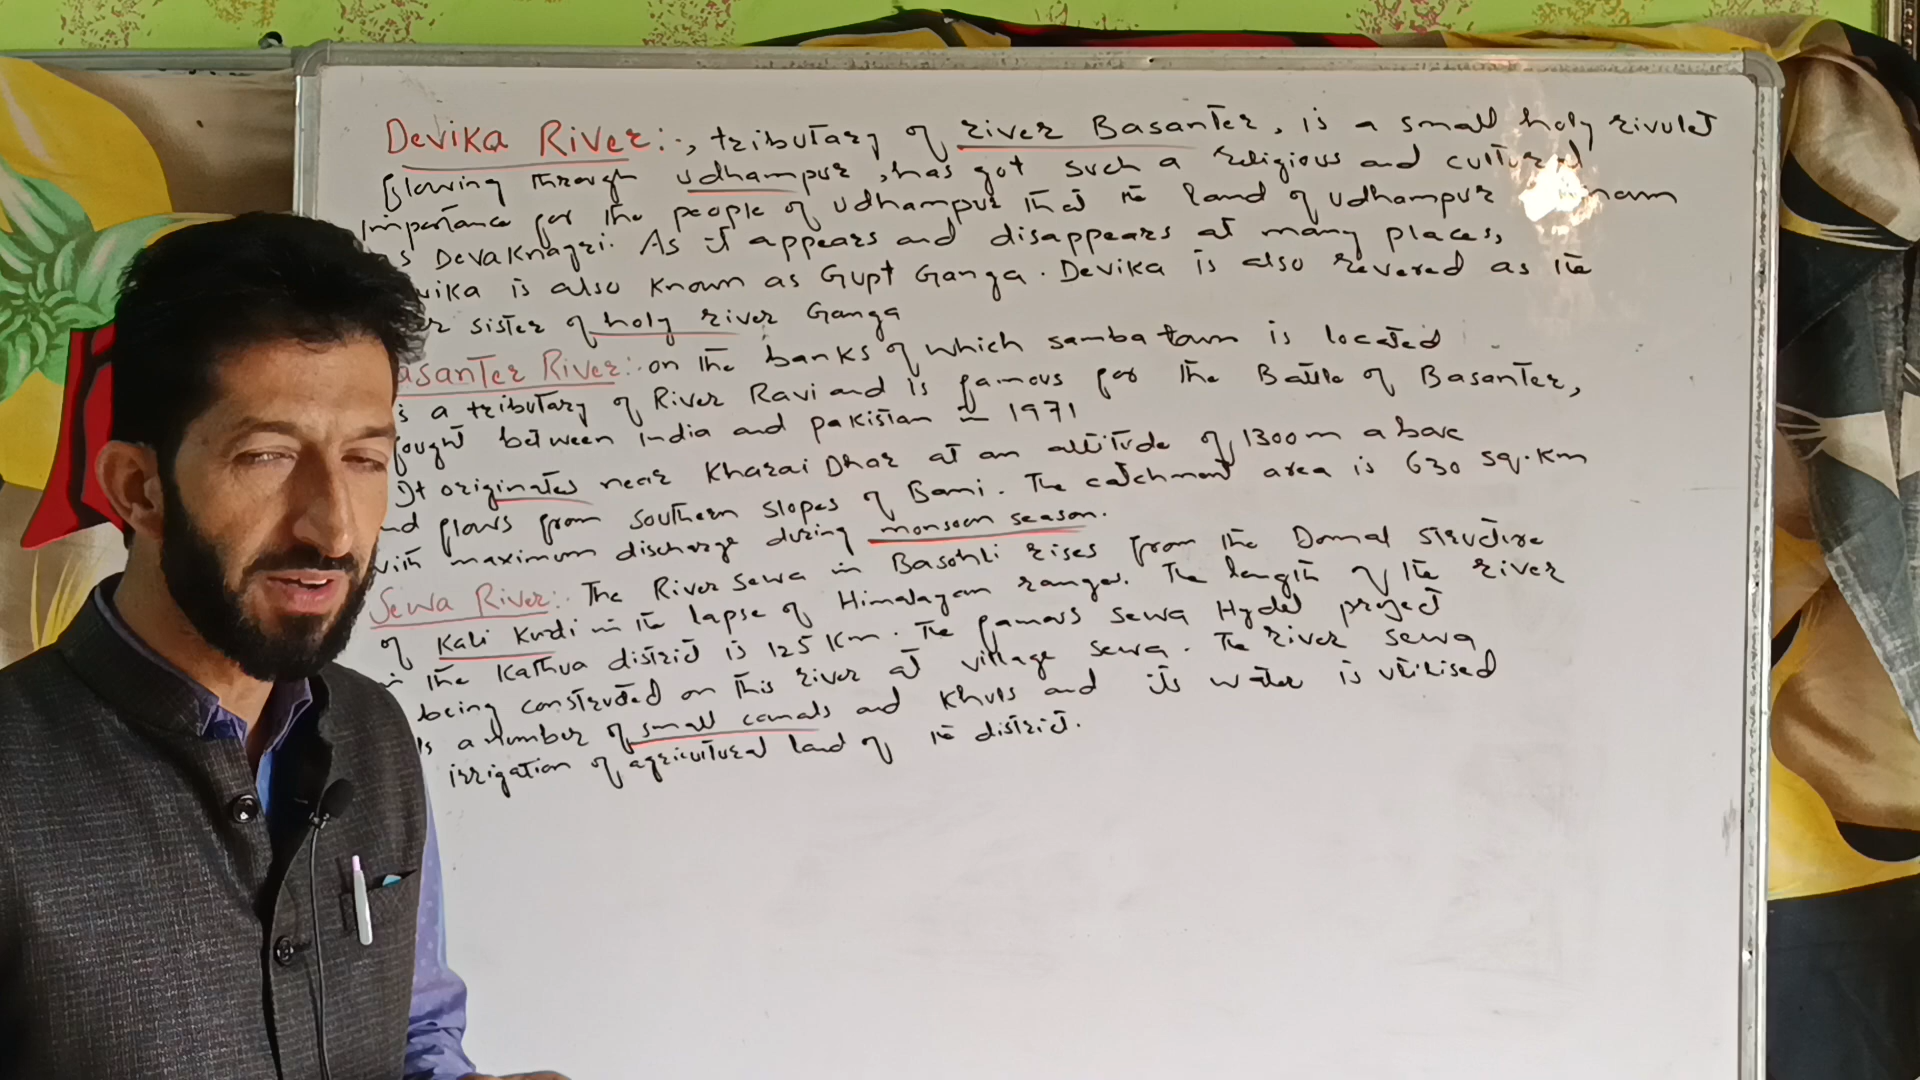 Devika River:-, tributary of river Basanter, is a small holy rivulet
flowing through Udhampur, has got such a religious and cultural
importance for the people of Udhampur that the land of Udhampur
as Devaknagri. As it appears and disappears at many places,
is also known as Gupt Ganga. Devika is also revered as the
sister of holy river Ganga
asanter River:- on the banks of which samba town is located
a tributary of River Ravi and is famous for the Battle of Basanter,
ought between India and pakistan in 1971
It originates near Kharai Dhar at an altitude of 1300m above
nd flows from southern slopes of Bami. The catchment area is 630 sq.km
with maximum discharge during monsoon season.
Sewa River:- The River sewa in Basohli rises from the Domal structure
of Kali Kundi in the lapse of Himalayan ranges. The length of the river
in the Kathua district is 125 Km. The famous sewa Hydel project
being constructed on this river at village sewa. The river sewa
a number of small canals and khuls and its water is utilised
irrigation of agricultural land of the district.